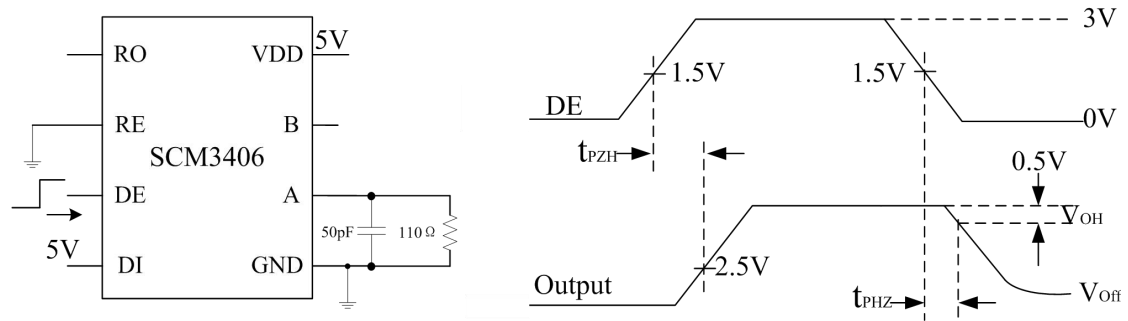 RO
VDD
5V
RE
B
SCM3406
DE
A
50pF
110Ω
5V
DI
GND
3V
1.5V
1.5V
DE
0V
tPZH
0.5V
VOH
2.5V
Output
tPHZ
VOff